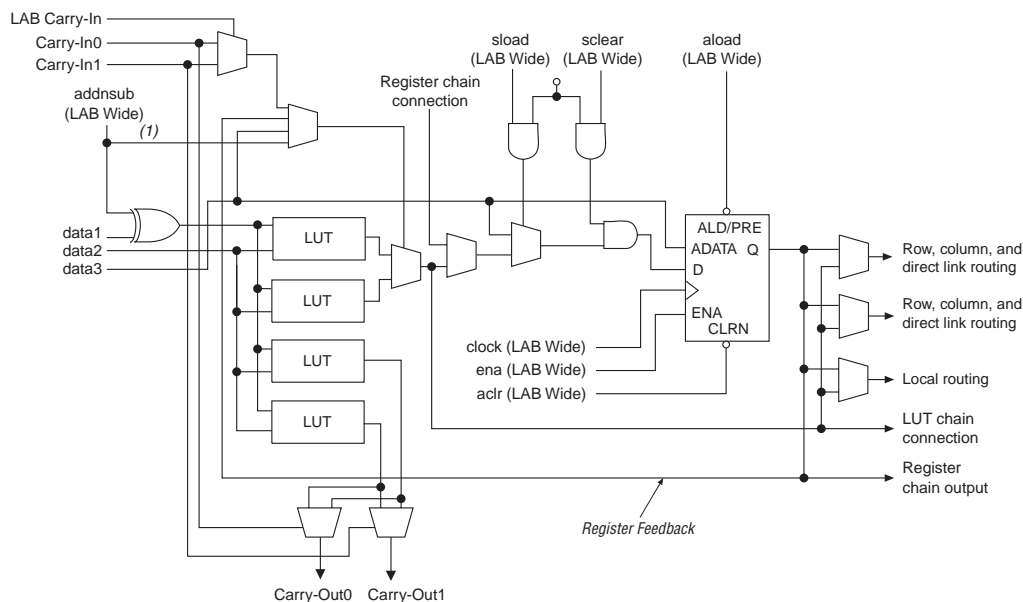 LAB Carry-In
Carry-In0
Carry-In1
addnsub
(LAB Wide)
(1)
data1
data2
data3
LUT
LUT
LUT
LUT
Register chain
connection
sload
(LAB Wide)
sclear
(LAB Wide)
aload
(LAB Wide)
ALD/PRE
ADATA Q
D
ENA
CLRN
clock (LAB Wide)
ena (LAB Wide)
aclr (LAB Wide)
Row, column, and
direct link routing
Row, column, and
direct link routing
Local routing
LUT chain
connection
Register
chain output
Register Feedback
Carry-Out0
Carry-Out1